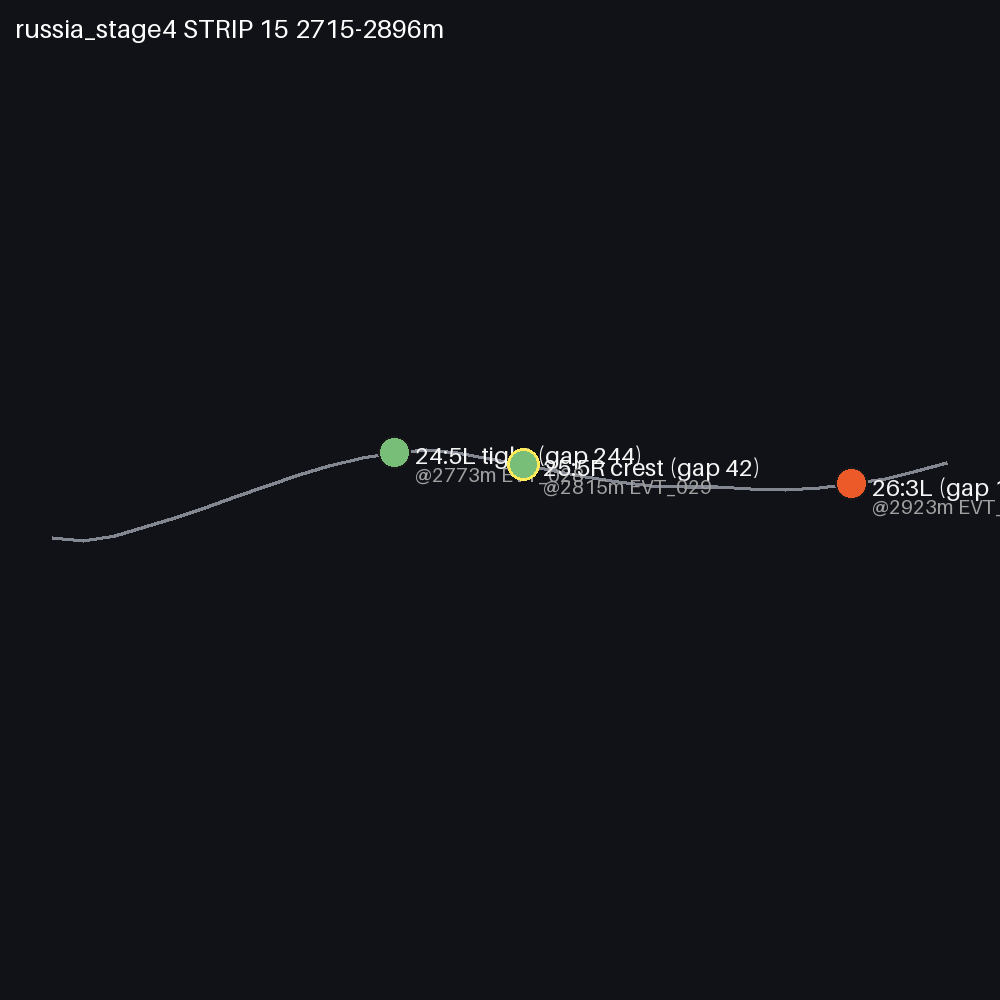 russia_stage4 STRIP 15 2715-2896m
24:5L (gap 244)
@2773m
25:5R crest (gap 42)
@2815m EVT_029
26:3L (gap
@2923m EVT_